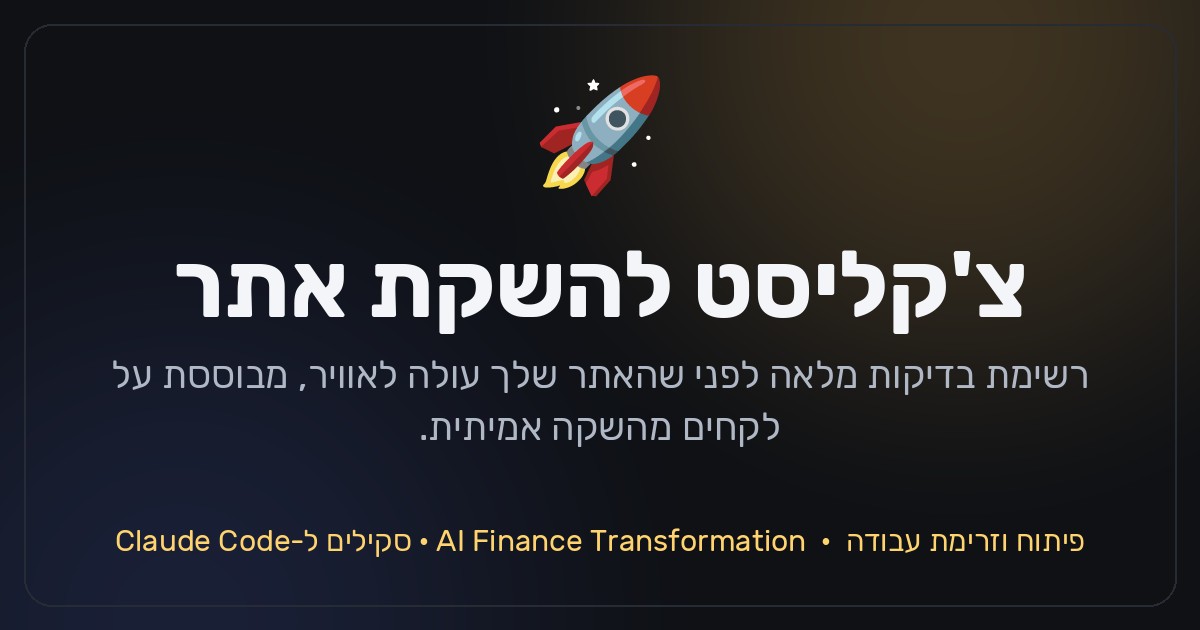 צ'קליסט להשקת אתר
רשימת בדיקות מלאה לפני שהאתר שלך עולה לאוויר, מבוססת על
לקחים מהשקה אמיתית.
פיתוח וזרימת עבודה • AI Finance Transformation • סקילים ל-Claude Code